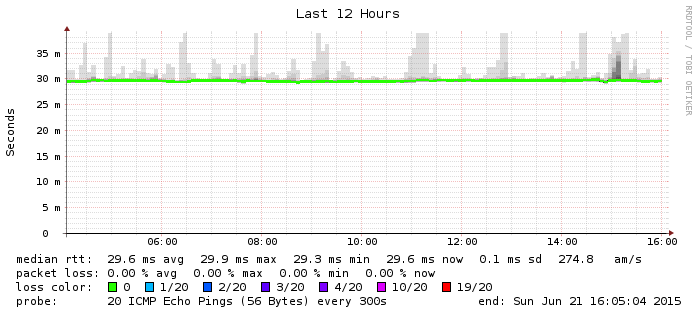 Last 12 Hours
RRDTOOL / TOBI OETIKER
Seconds
35 m
30 m
25 m
20 m
15 m
10 m
5 m
0
06:00 08:00 10:00 12:00 14:00 16:00
median rtt: 29.6 ms avg 29.9 ms max 29.3 ms min 29.6 ms now 0.1 ms sd 274.8 am/s
packet loss: 0.00 % avg 0.00 % max 0.00 % min 0.00 % now
loss color: 0 1/20 2/20 3/20 4/20 10/20 19/20
probe: 20 ICMP Echo Pings (56 Bytes) every 300s end: Sun Jun 21 16:05:04 2015